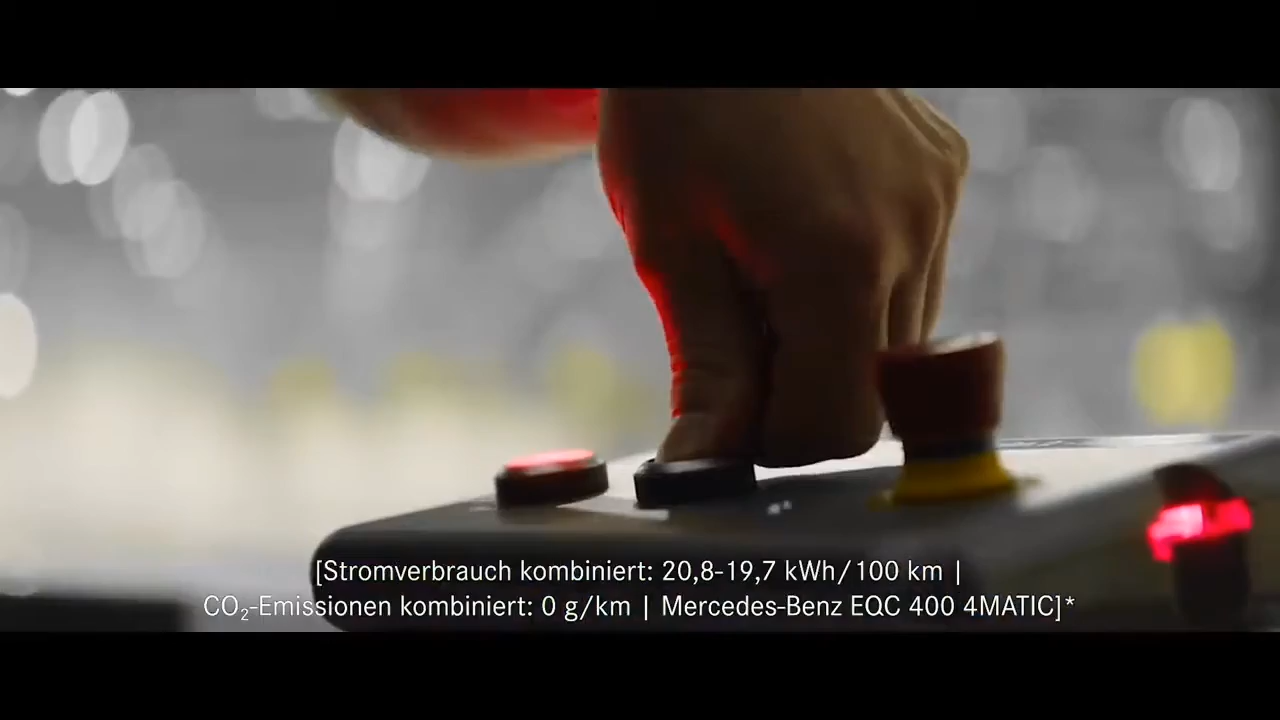 [Stromverbrauch kombiniert: 20,8-19,7 kWh/100 km |
CO₂-Emissionen kombiniert: 0 g/km | Mercedes-Benz EQC 400 4MATIC]*